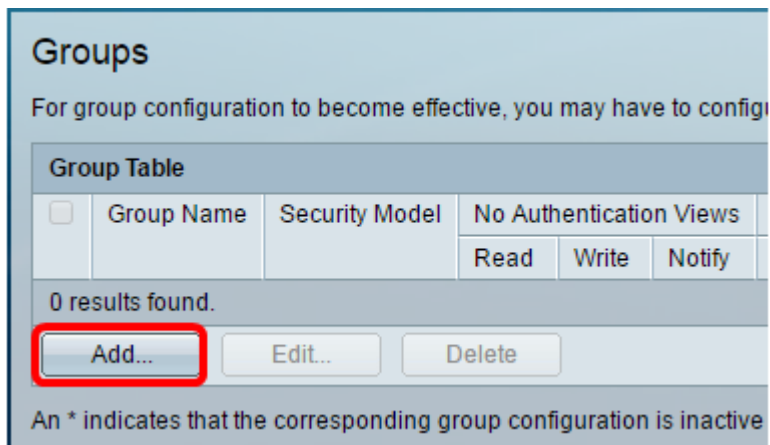 Groups
For group configuration to become effective, you may have to
Group Table
Group Name Security Model No Authentication Views
Read Write Notify
0 results found.
Add... Edit... Delete
An * indicates that the corresponding group configuration is inactive